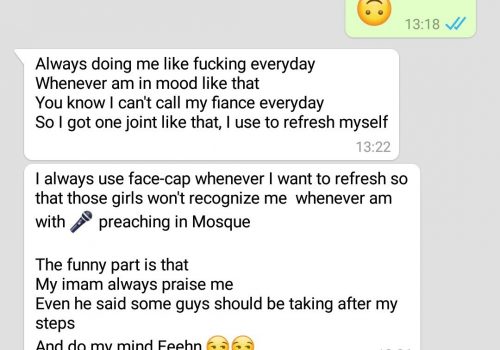 13:18
Always doing me like fucking everyday
Whenever am in mood like that
You know I can't call my fiance everyday
So I got one joint like that, I use to refresh myself
13:22
I always use face-cap whenever I want to refresh so
that those girls won't recognize me whenever am
with 🎤 preaching in Mosque
The funny part is that
My imam always praise me
Even he said some guys should be taking after my
steps
And do my mind Feehn 😒😒